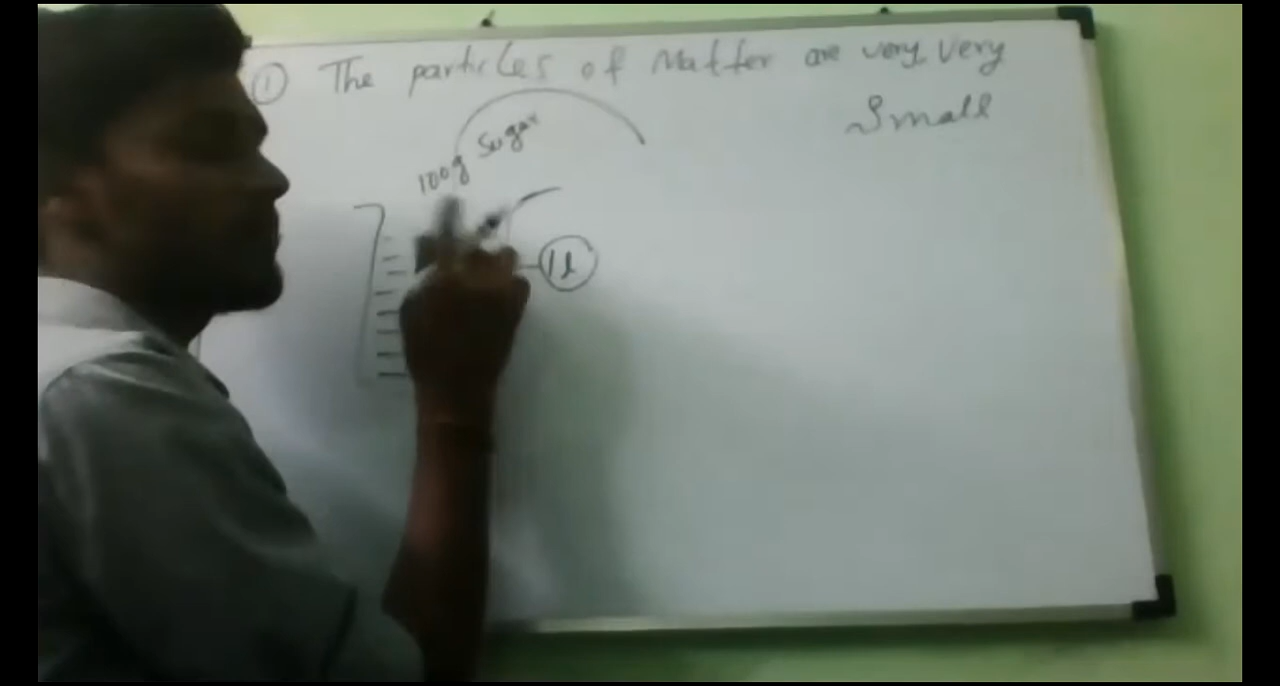 ① The particles of Matter are very, very
Small
100g Sugar
1l